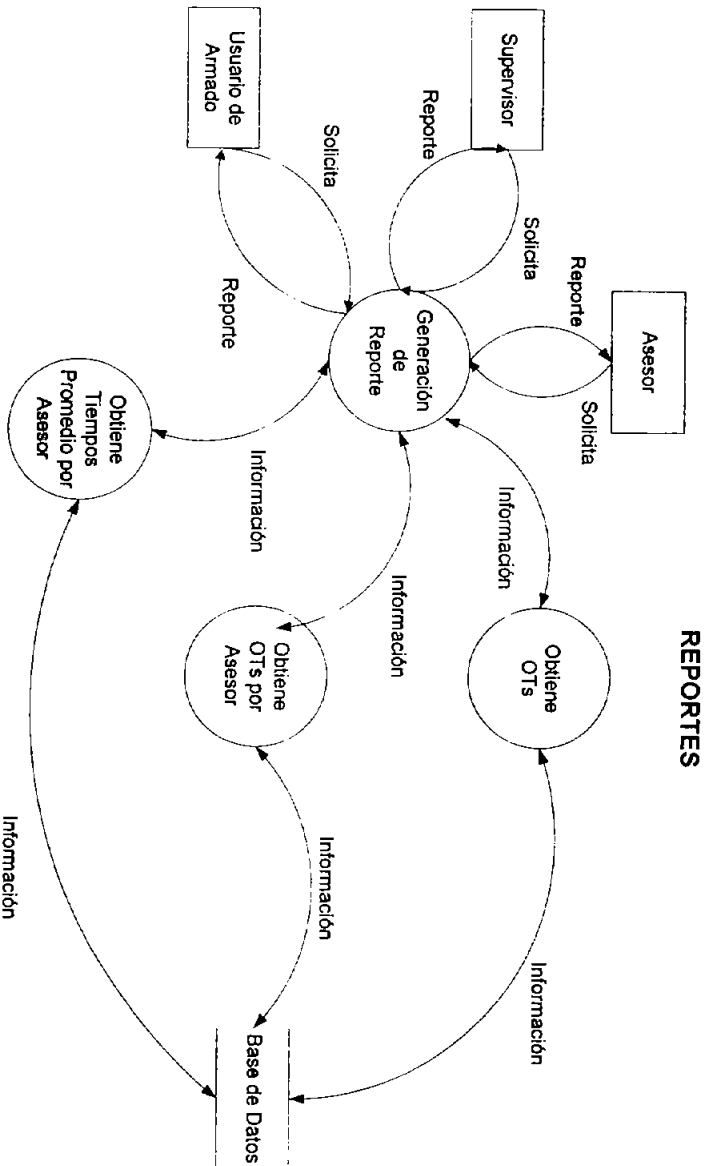 REPORTES
Asesor
Reporte
Solicita
Supervisor
Solicita
Reporte
Información
Obtiene
OTs
Información
Generación
de
Reporte
Información
Solicita
Usuario de
Armado
Reporte
Obtiene
OTs por
Asesor
Información
Base de Datos
Información
Obtiene
Tiempos
Promedio por
Asesor
Información